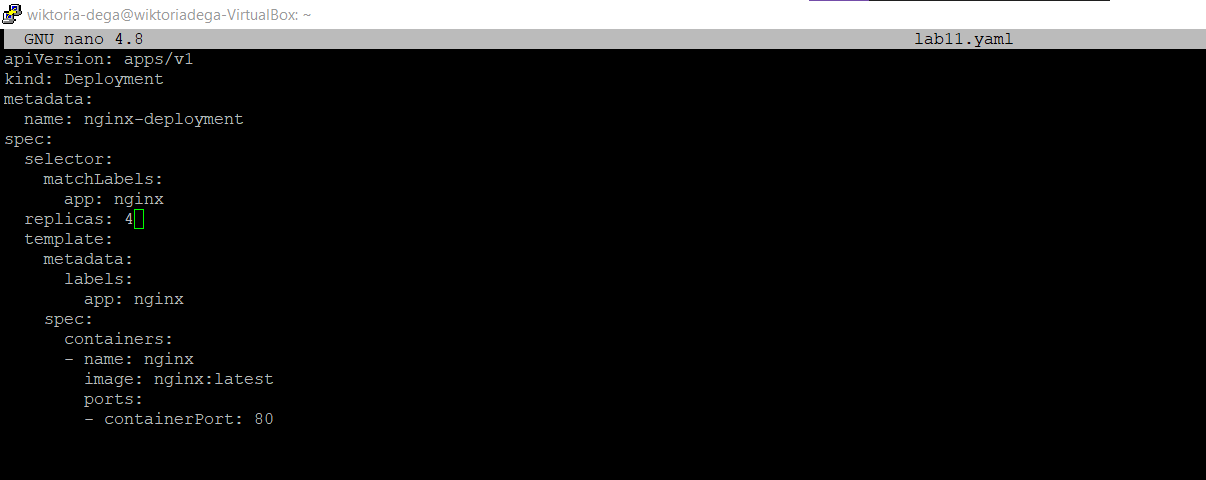 wiktoria-dega@wiktoriadega-VirtualBox: ~
GNU nano 4.8 lab11.yaml
apiVersion: apps/v1
kind: Deployment
metadata:
  name: nginx-deployment
spec:
  selector:
    matchLabels:
      app: nginx
  replicas: 4
  template:
    metadata:
      labels:
        app: nginx
    spec:
      containers:
      - name: nginx
        image: nginx:latest
        ports:
        - containerPort: 80